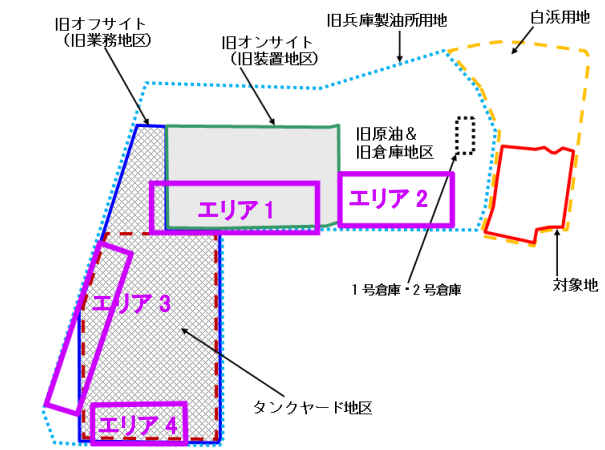 旧オフサイト
（旧業務地区）
旧オンサイト
（旧装置地区）
旧兵庫製油所用地
白浜用地
旧原油＆
旧倉庫地区
エリア1
エリア2
1号倉庫・2号倉庫
対象地
エリア3
タンクヤード地区
エリア4